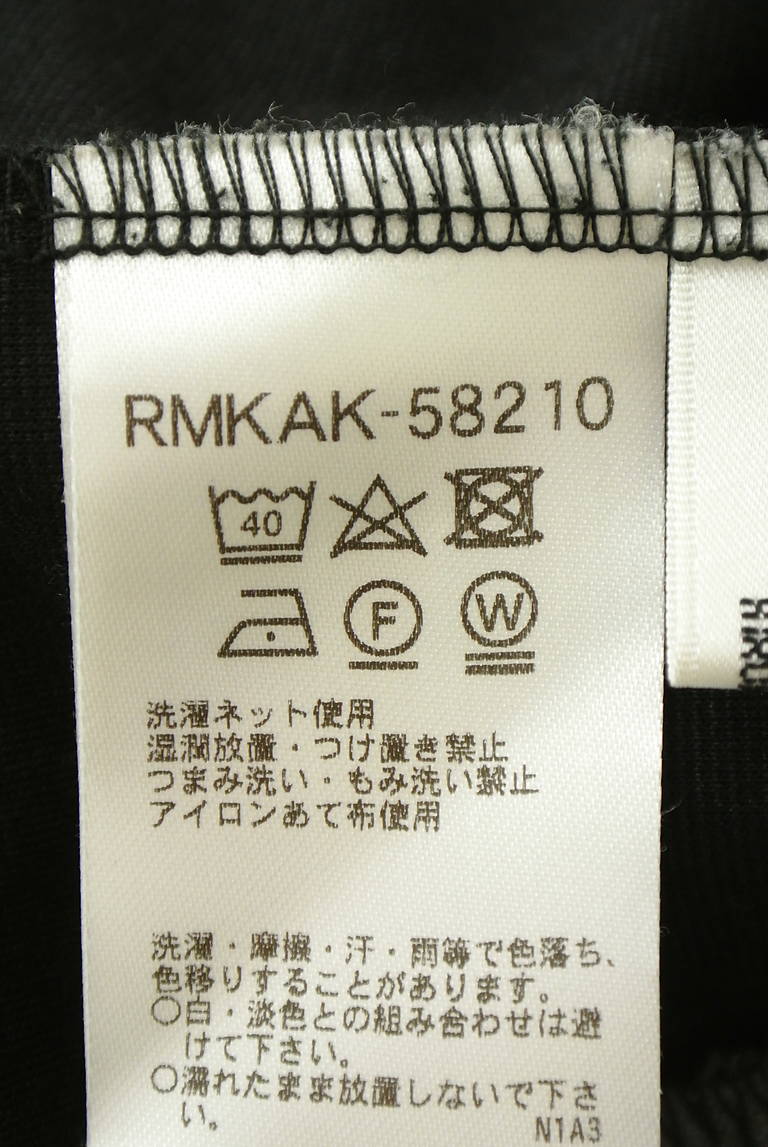 RMKAK-58210
40
F W
洗濯ネット使用
湿潤放置・つけ置き禁止
つまみ洗い・もみ洗い禁止
アイロンあて布使用
洗濯・摩擦・汗・雨等で色落ち、
色移りすることがあります。
○白・淡色との組み合わせは避
けて下さい。
○濡れたまま放置しないで下さ
い。
N1A3